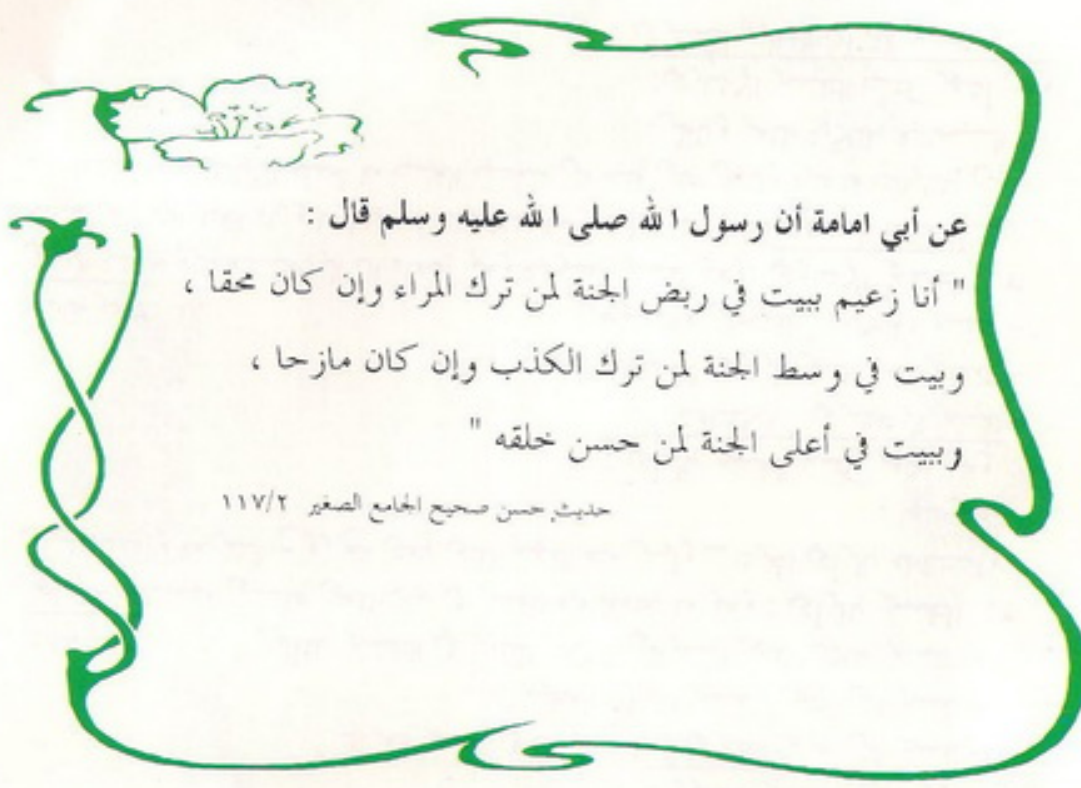 عن أبي امامة أن رسول الله صلى الله عليه وسلم قال :
" أنا زعيم ببيت في ربض الجنة لمن ترك المراء وإن كان محقا ،
وبيت في وسط الجنة لمن ترك الكذب وإن كان مازحا ،
وببيت في أعلى الجنة لمن حسن خلقه "
حديث حسن صحيح الجامع الصغير ١١٧/٢